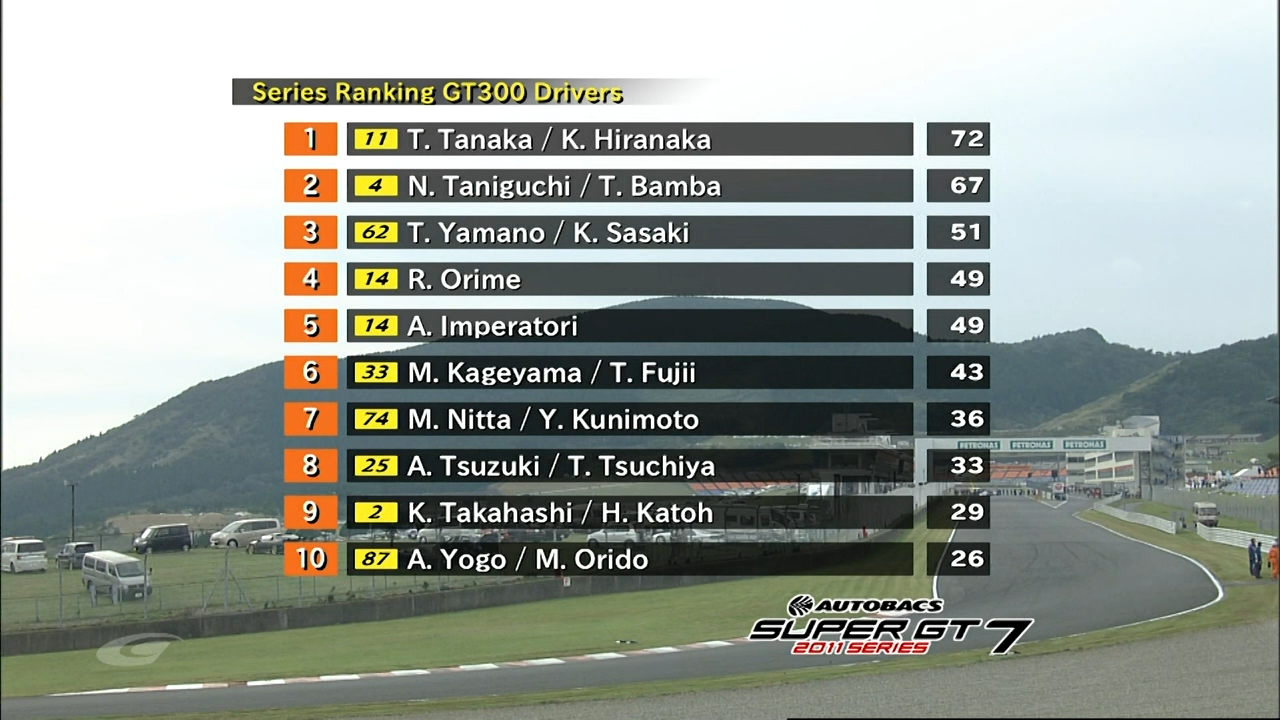 Series Ranking GT300 Drivers
1 11 T. Tanaka / K. Hiranaka 72
2 4 N. Taniguchi / T. Bamba 67
3 62 T. Yamano / K. Sasaki 51
4 14 R. Orime 49
5 14 A. Imperatori 49
6 33 M. Kageyama / T. Fujii 43
7 74 M. Nitta / Y. Kunimoto 36
8 25 A. Tsuzuki / T. Tsuchiya 33
9 2 K. Takahashi / H. Katoh 29
10 87 A. Yogo / M. Orido 26
PETRONAS PETRONAS PETRONAS
AUTOBACS
SUPER GT 7
2011 SERIES